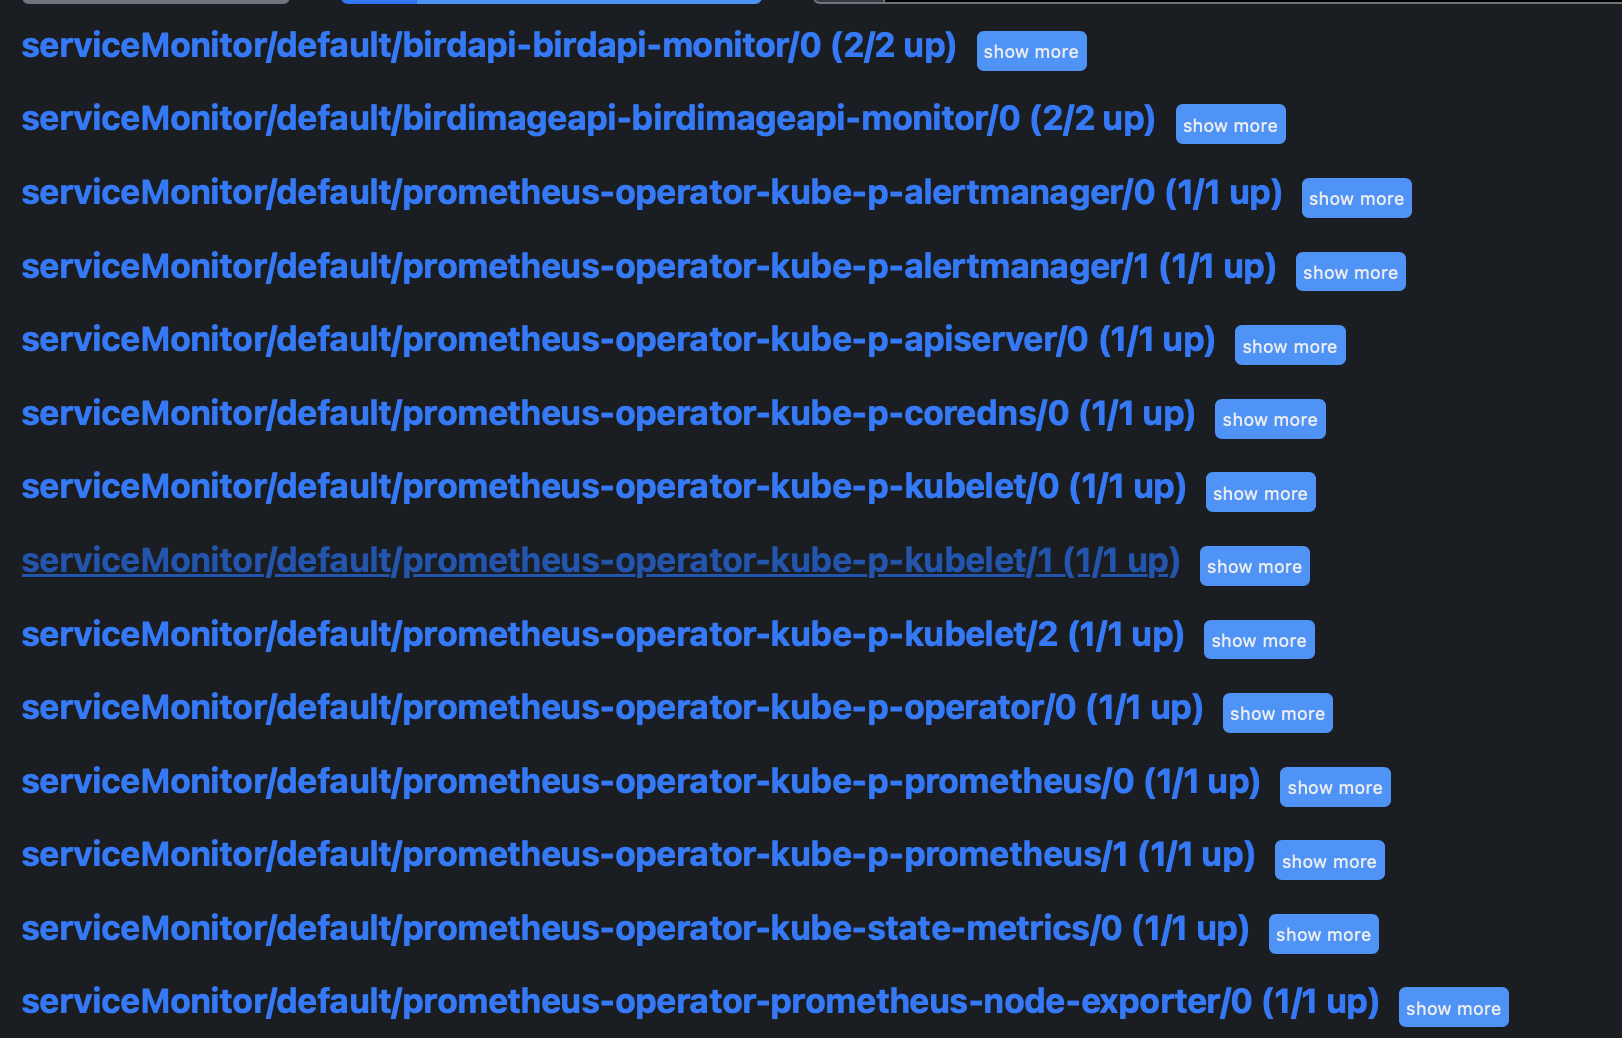 serviceMonitor/default/birdapi-birdapi-monitor/0 (2/2 up) show more
serviceMonitor/default/birdimageapi-birdimageapi-monitor/0 (2/2 up) show more
serviceMonitor/default/prometheus-operator-kube-p-alertmanager/0 (1/1 up) show more
serviceMonitor/default/prometheus-operator-kube-p-alertmanager/1 (1/1 up) show more
serviceMonitor/default/prometheus-operator-kube-p-apiserver/0 (1/1 up) show more
serviceMonitor/default/prometheus-operator-kube-p-coredns/0 (1/1 up) show more
serviceMonitor/default/prometheus-operator-kube-p-kubelet/0 (1/1 up) show more
serviceMonitor/default/prometheus-operator-kube-p-kubelet/1 (1/1 up) show more
serviceMonitor/default/prometheus-operator-kube-p-kubelet/2 (1/1 up) show more
serviceMonitor/default/prometheus-operator-kube-p-operator/0 (1/1 up) show more
serviceMonitor/default/prometheus-operator-kube-p-prometheus/0 (1/1 up) show more
serviceMonitor/default/prometheus-operator-kube-p-prometheus/1 (1/1 up) show more
serviceMonitor/default/prometheus-operator-kube-state-metrics/0 (1/1 up) show more
serviceMonitor/default/prometheus-operator-prometheus-node-exporter/0 (1/1 up) show more